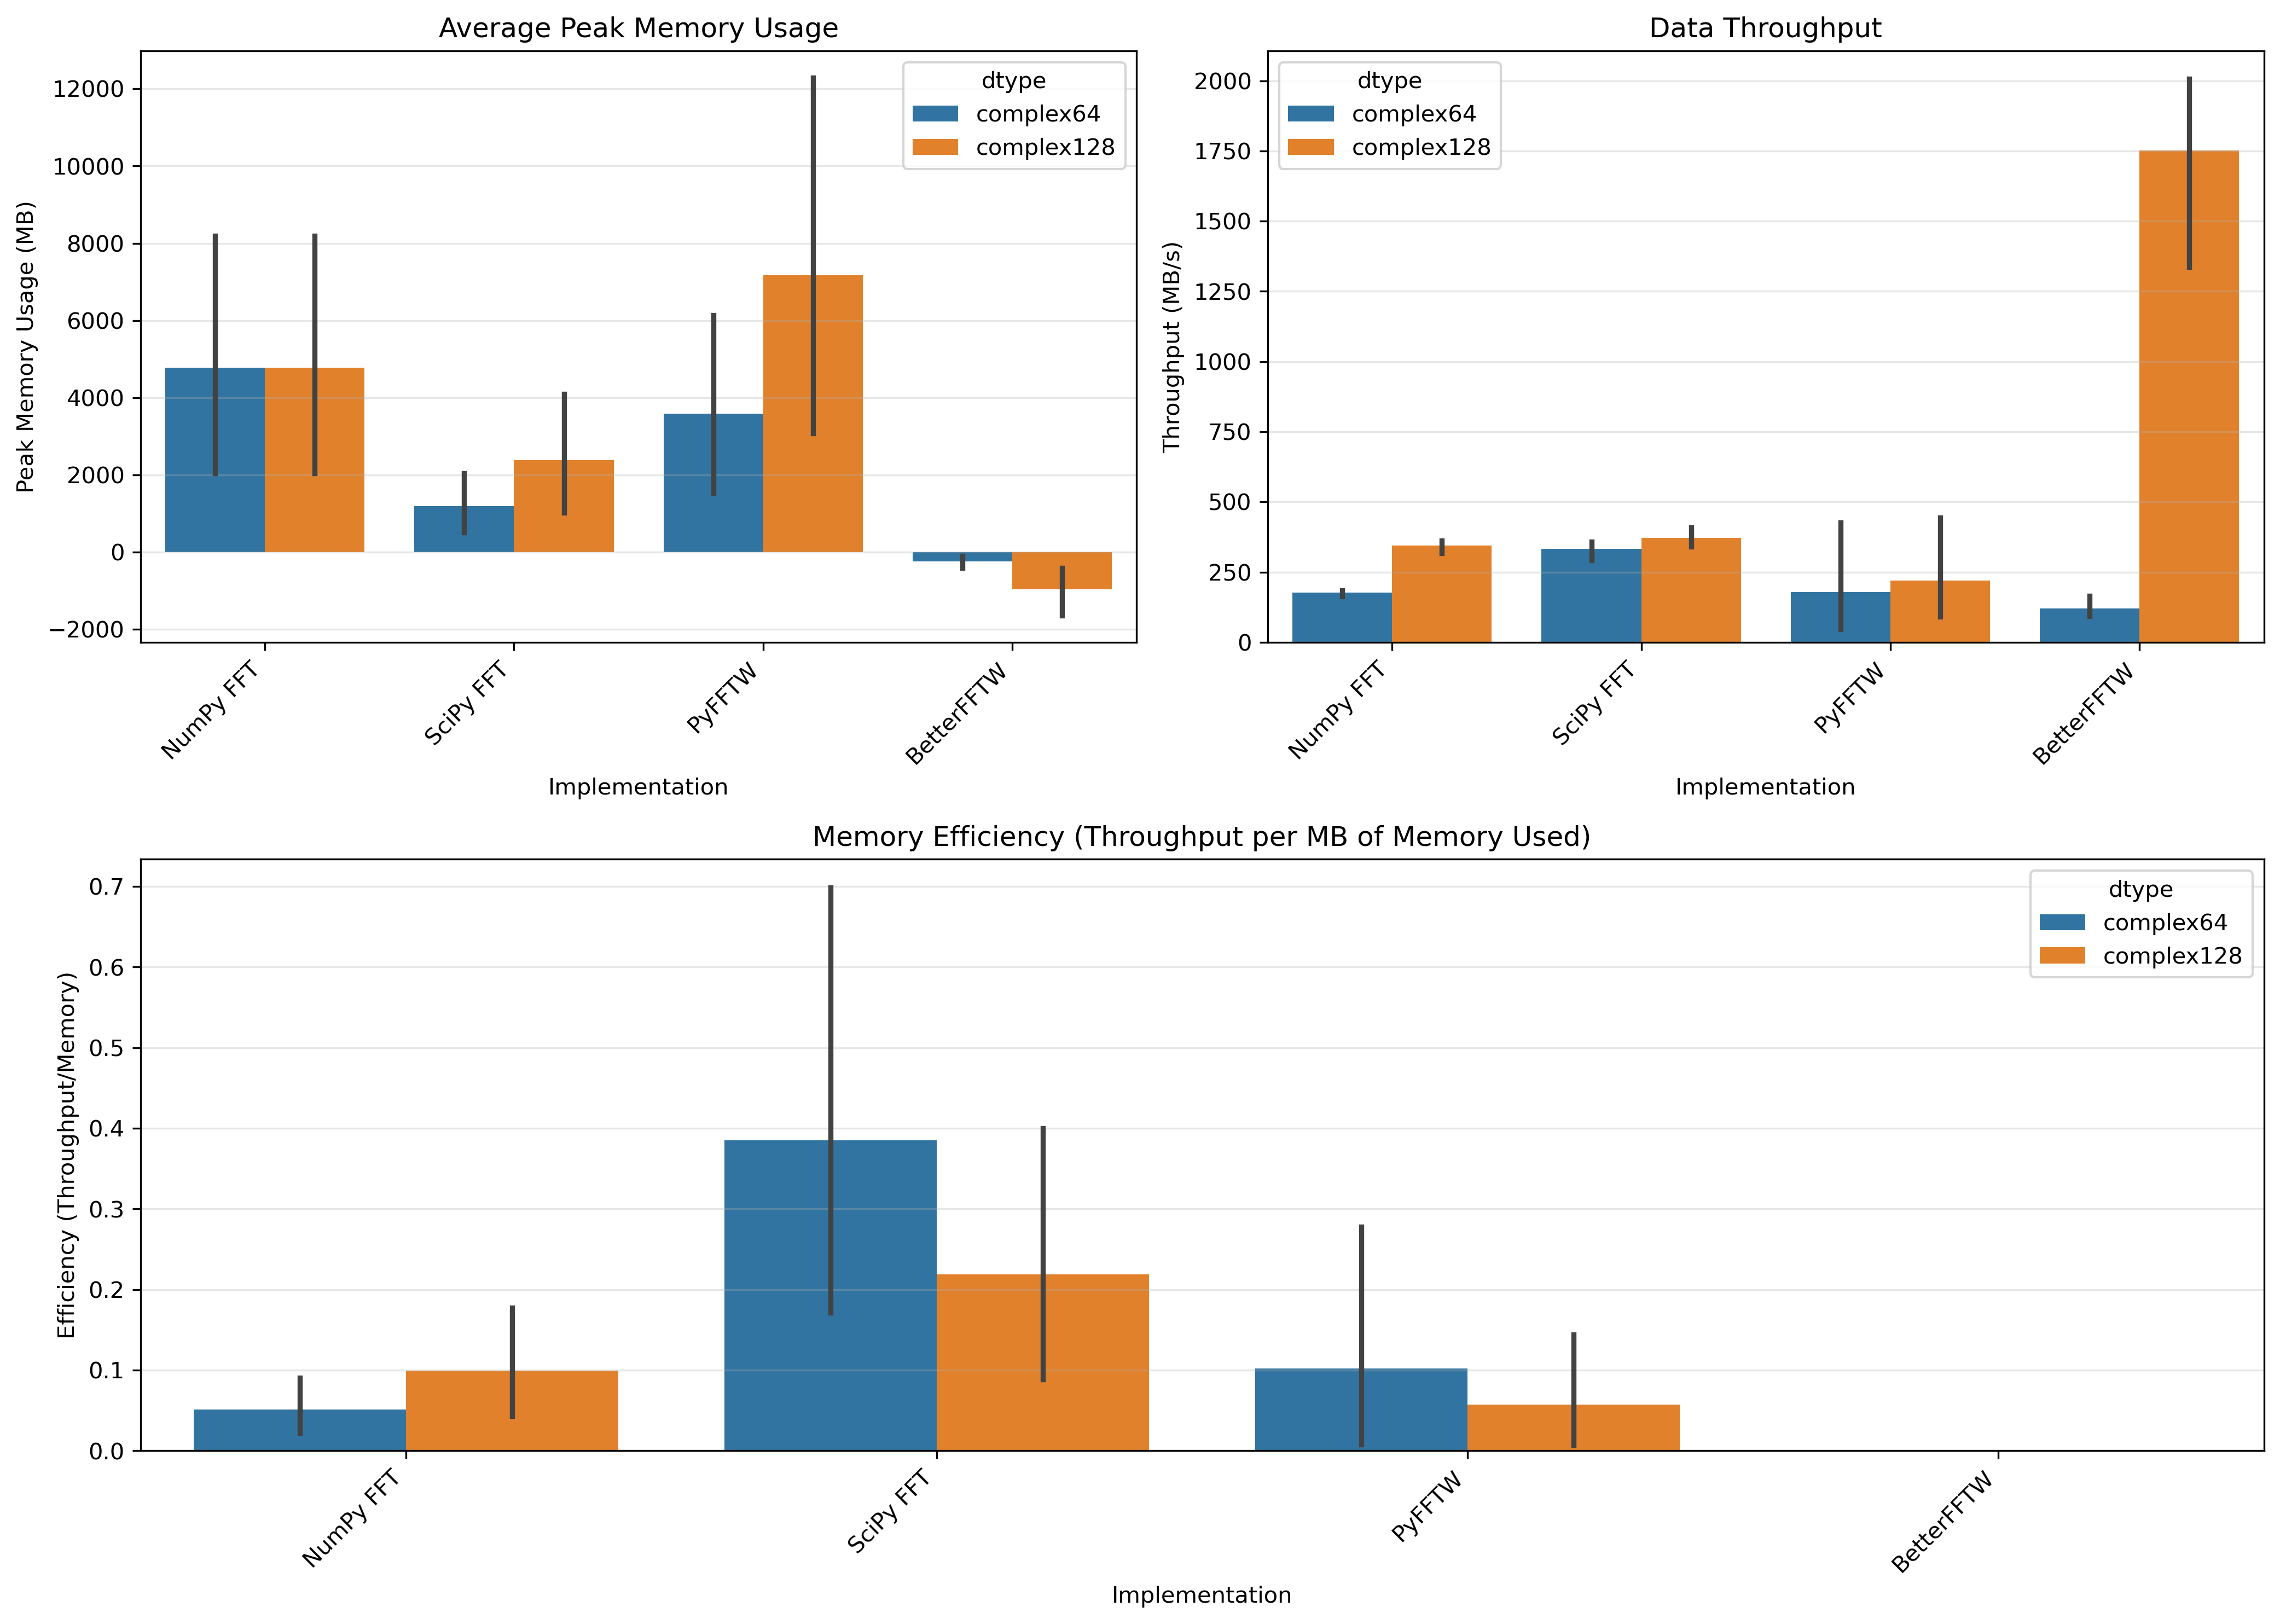 Average Peak Memory Usage
Peak Memory Usage (MB)
12000
10000
8000
6000
4000
2000
0
−2000
dtype
complex64
complex128
NumPy FFT
SciPy FFT
PyFFTW
BetterFFTW
Implementation
Data Throughput
Throughput (MB/s)
2000
1750
1500
1250
1000
750
500
250
0
dtype
complex64
complex128
NumPy FFT
SciPy FFT
PyFFTW
BetterFFTW
Implementation
Memory Efficiency (Throughput per MB of Memory Used)
Efficiency (Throughput/Memory)
0.7
0.6
0.5
0.4
0.3
0.2
0.1
0.0
dtype
complex64
complex128
NumPy FFT
SciPy FFT
PyFFTW
BetterFFTW
Implementation